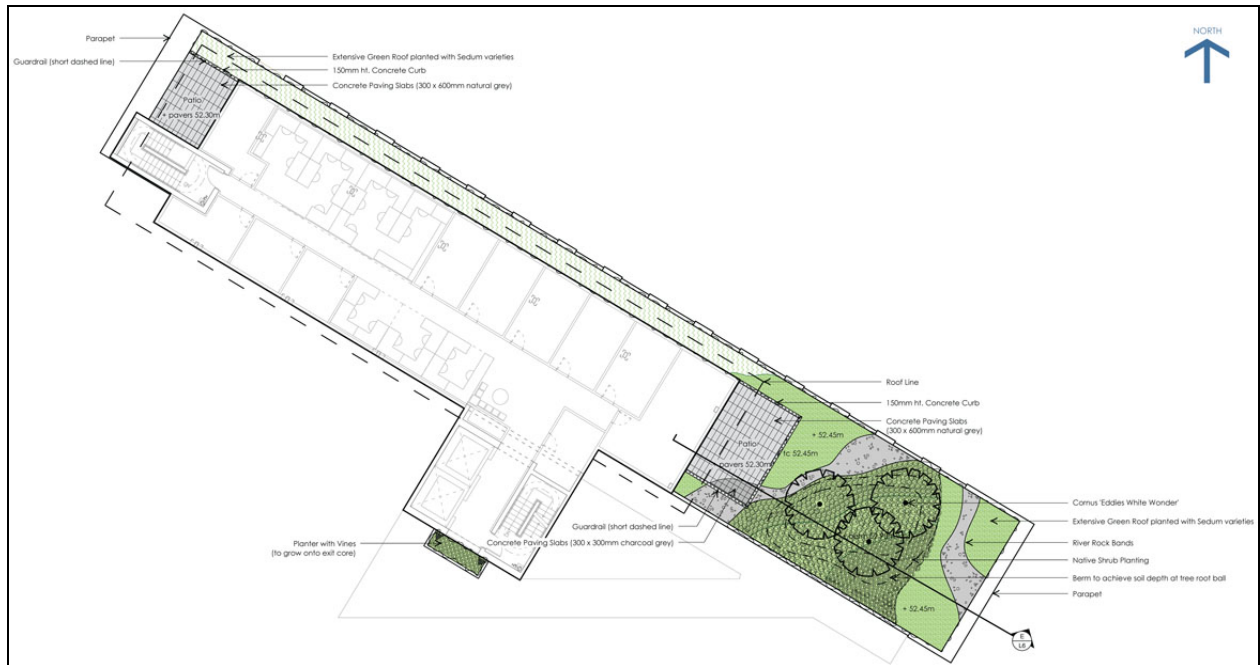 NORTH
Parapet
Guardrail (short dashed line)
Extensive Green Roof planted with Sedum varieties
150mm ht. Concrete Curb
Concrete Paving Slabs (300 x 600mm natural grey)
Patio
+ pavers 52.30m
Roof Line
150mm ht. Concrete Curb
Concrete Paving Slabs
(300 x 600mm natural grey)
+ 52.45m
fc 52.45m
Patio
pavers 52.30m
Cornus 'Eddies White Wonder'
Extensive Green Roof planted with Sedum varieties
Guardrail (short dashed line)
Concrete Paving Slabs (300 x 300mm charcoal grey)
River Rock Bands
Planter with Vines
(to grow onto exit core)
Native Shrub Planting
Berm to achieve soil depth at tree root ball
Parapet
+ 52.45m
E
L8